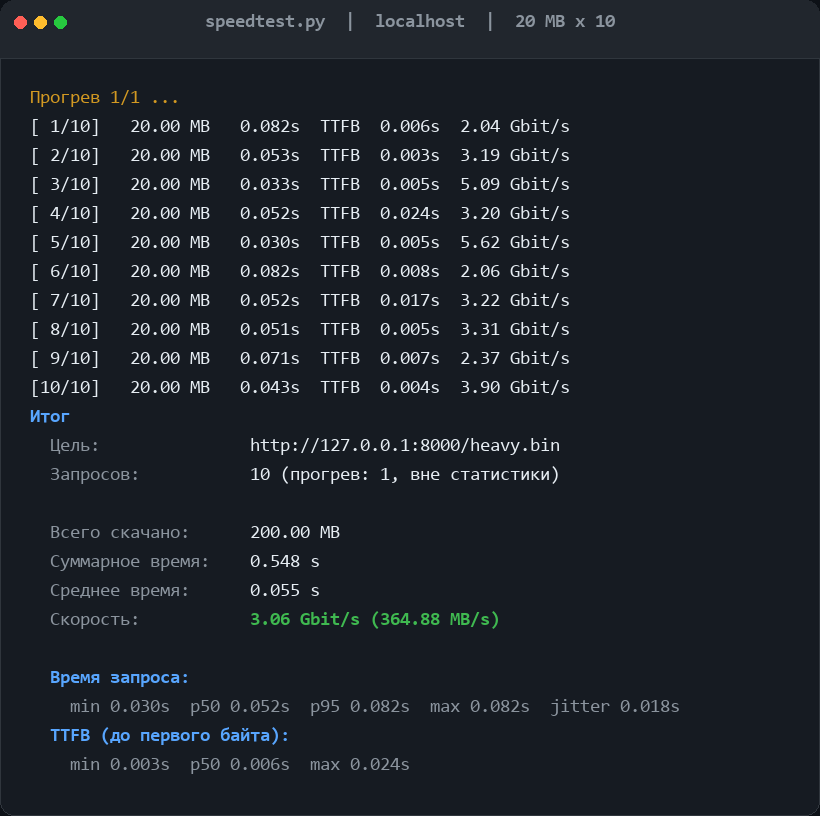 speedtest.py | localhost | 20 MB x 10
Прогрев 1/1 ...
[ 1/10] 20.00 MB 0.082s TTFB 0.006s 2.04 Gbit/s
[ 2/10] 20.00 MB 0.053s TTFB 0.003s 3.19 Gbit/s
[ 3/10] 20.00 MB 0.033s TTFB 0.005s 5.09 Gbit/s
[ 4/10] 20.00 MB 0.052s TTFB 0.024s 3.20 Gbit/s
[ 5/10] 20.00 MB 0.030s TTFB 0.005s 5.62 Gbit/s
[ 6/10] 20.00 MB 0.082s TTFB 0.008s 2.06 Gbit/s
[ 7/10] 20.00 MB 0.052s TTFB 0.017s 3.22 Gbit/s
[ 8/10] 20.00 MB 0.051s TTFB 0.005s 3.31 Gbit/s
[ 9/10] 20.00 MB 0.071s TTFB 0.007s 2.37 Gbit/s
[10/10] 20.00 MB 0.043s TTFB 0.004s 3.90 Gbit/s
Итог
Цель: http://127.0.0.1:8000/heavy.bin
Запросов: 10 (прогрев: 1, вне статистики)
Всего скачано: 200.00 MB
Суммарное время: 0.548 s
Среднее время: 0.055 s
Скорость: 3.06 Gbit/s (364.88 MB/s)
Время запроса:
min 0.030s p50 0.052s p95 0.082s max 0.082s jitter 0.018s
TTFB (до первого байта):
min 0.003s p50 0.006s max 0.024s